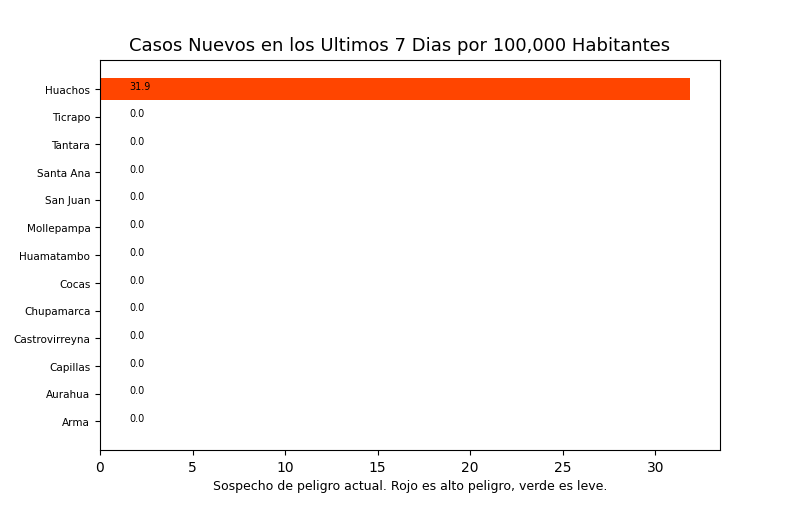 Casos Nuevos en los Ultimos 7 Dias por 100,000 Habitantes
Huachos 31.9
Ticrapo 0.0
Tantara 0.0
Santa Ana 0.0
San Juan 0.0
Mollepampa 0.0
Huamatambo 0.0
Cocas 0.0
Chupamarca 0.0
Castrovirreyna 0.0
Capillas 0.0
Aurahua 0.0
Arma 0.0
0 5 10 15 20 25 30
Sospecho de peligro actual. Rojo es alto peligro, verde es leve.